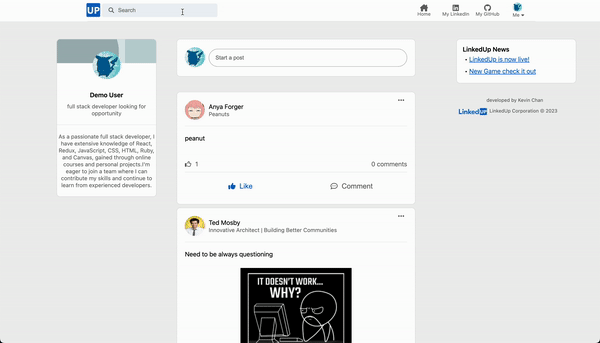 UP
Search
Home
My LinkedIn
My GitHub
Me
Demo User
full stack developer looking for
opportunity
As a passionate full stack developer, I
have extensive knowledge of React,
Redux, JavaScript, CSS, HTML, Ruby,
and Canvas, gained through online
courses and personal projects.I'm
eager to join a team where I can
contribute my skills and continue to
learn from experienced developers.
Start a post
Anya Forger
Peanuts
peanut
1
0 comments
Like
Comment
Ted Mosby
Innovative Architect | Building Better Communities
Need to be always questioning
IT DOESN'T WORK...
WHY?
LinkedUp News
LinkedUp is now live!
New Game check it out
developed by Kevin Chan
Linked UP LinkedUp Corporation © 2023